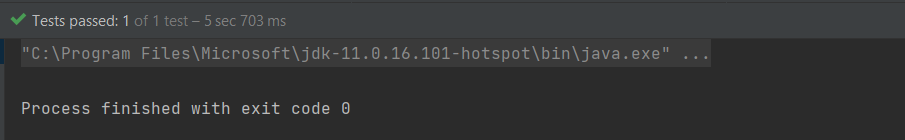 Tests passed: 1 of 1 test – 5 sec 703 ms
"C:\Program Files\Microsoft\jdk-11.0.16.101-hotspot\bin\java.exe" ...
Process finished with exit code 0